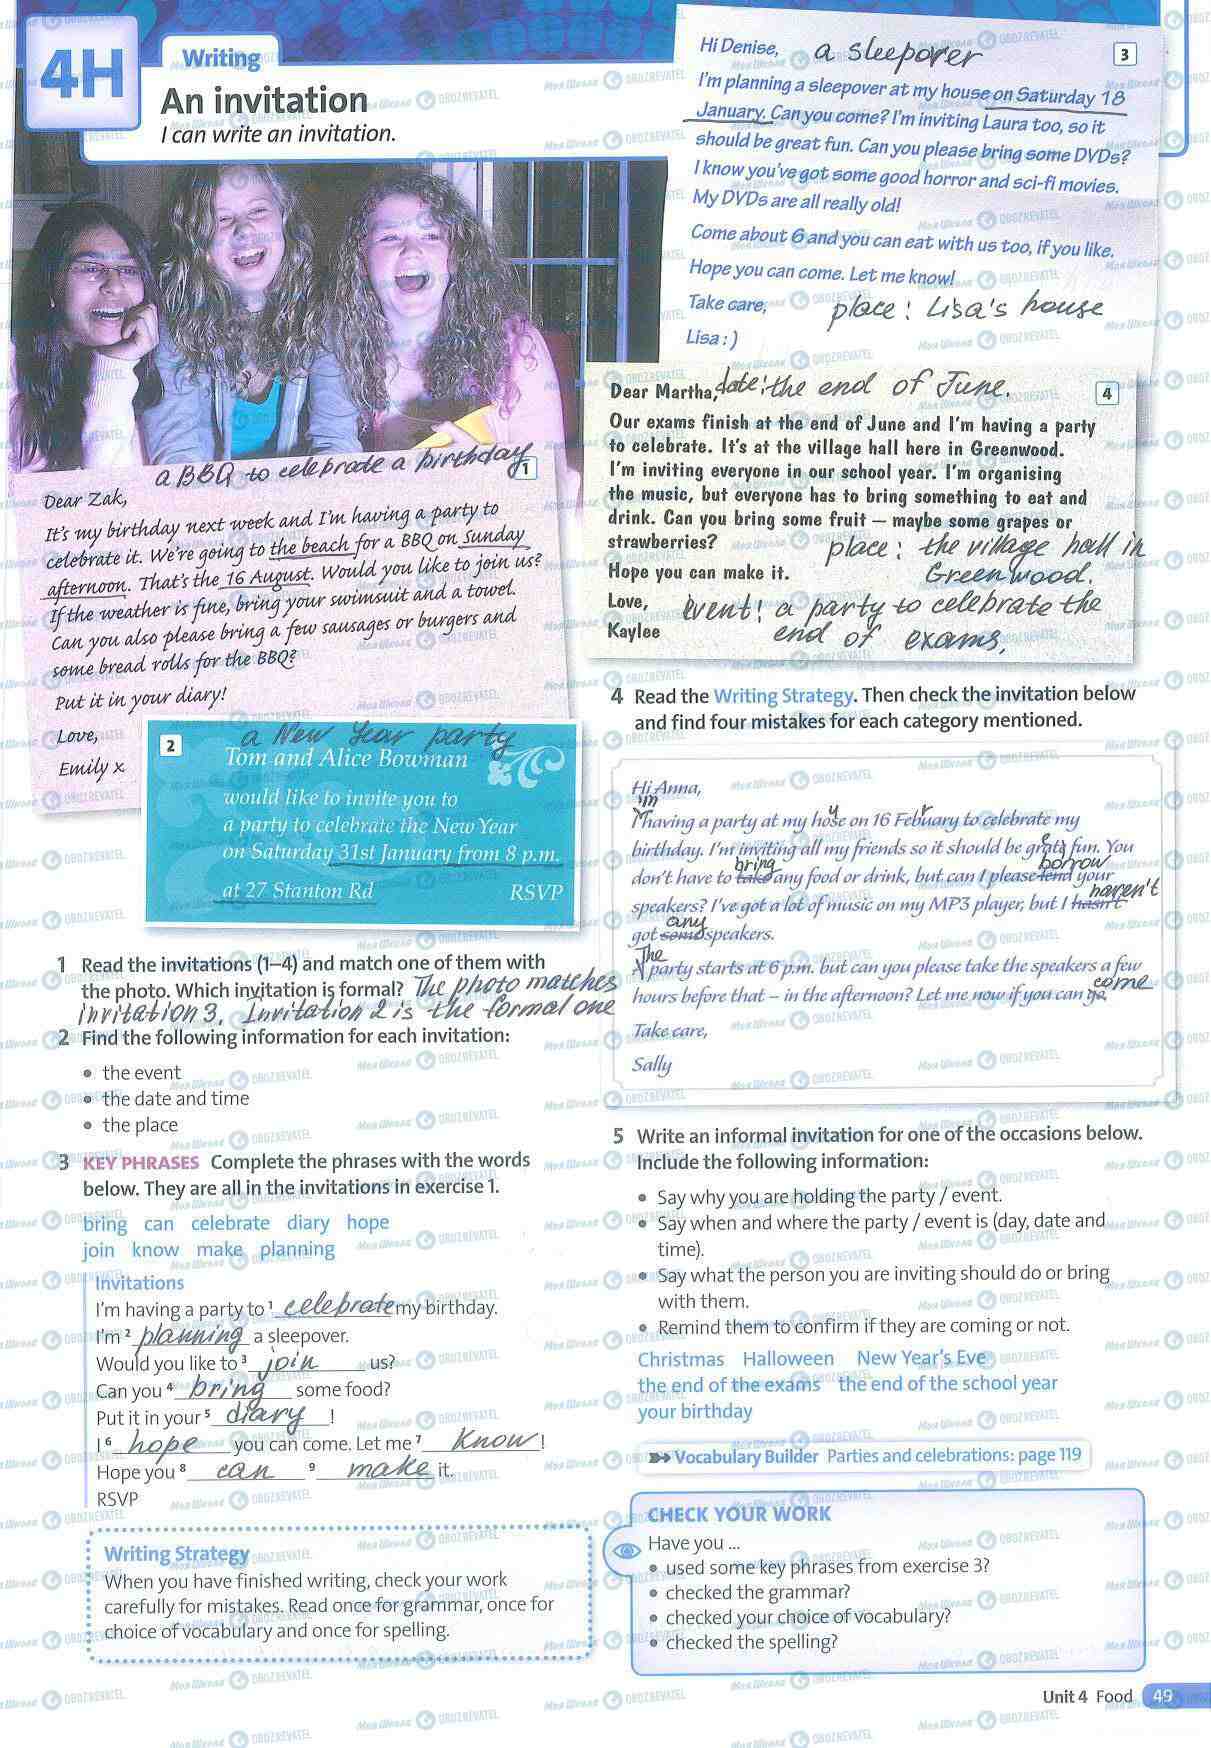 4H
Writing
An invitation
I can write an invitation.
Hi Denise,
a sleepover
3
I'm planning a sleepover at my house on Saturday 18
January. Can you come? I'm inviting Laura too, so it
should be great fun. Can you please bring some DVDs?
I know you've got some good horror and sci-fi movies.
My DVDs are all really old!
Come about 6 and you can eat with us too, if you like.
Hope you can come. Let me know!
Take care,
place: Lisa's house
Lisa : )
Dear Martha,
date: the end of June.
4
Our exams finish at the end of June and I'm having a party
to celebrate. It's at the village hall here in Greenwood.
I'm inviting everyone in our school year. I'm organising
the music, but everyone has to bring something to eat and
drink. Can you bring some fruit – maybe some grapes or
strawberries?
place: the village hall in
Hope you can make it.
Greenwood.
Love,
event: a party to celebrate the
Kaylee
end of exams.
a BBQ to celebrate a birthday
1
Dear Zak,
It's my birthday next week and I'm having a party to
celebrate it. We're going to the beach for a BBQ on Sunday
afternoon. That's the 16 August. Would you like to join us?
If the weather is fine, bring your swimsuit and a towel.
Can you also please bring a few sausages or burgers and
some bread rolls for the BBQ?
Put it in your diary!
Love,
Emily x
a New Year party
2
Tom and Alice Bowman
would like to invite you to
a party to celebrate the New Year
on Saturday 31st January from 8 p.m.
at 27 Stanton Rd
RSVP
1 Read the invitations (1–4) and match one of them with
the photo. Which invitation is formal? The photo matches
invitation 3. Invitation 2 is the formal one
2 Find the following information for each invitation:
• the event
• the date and time
• the place
3 KEY PHRASES Complete the phrases with the words
below. They are all in the invitations in exercise 1.
bring can celebrate diary hope
join know make planning
Invitations
I'm having a party to 1 celebrate my birthday.
I'm 2 planning a sleepover.
Would you like to 3 join us?
Can you 4 bring some food?
Put it in your 5 diary!
I 6 hope you can come. Let me 7 know!
Hope you 8 can 9 make it.
RSVP
Writing Strategy
When you have finished writing, check your work
carefully for mistakes. Read once for grammar, once for
choice of vocabulary and once for spelling.
4 Read the Writing Strategy. Then check the invitation below
and find four mistakes for each category mentioned.
Hi Anna,
'm
u
r
I having a party at my hose on 16 Febuary to celebrate my
birthday. I'm inviting all my friends so it should be grate fun. You
bring
borrow
don't have to take any food or drink, but can I please lend your
haven't
speakers? I've got a lot of music on my MP3 player, but I hasn't
any
got some speakers.
The
A party starts at 6 p.m. but can you please take the speakers a few
come
hours before that – in the afternoon? Let me now if you can go.
Take care,
Sally
5 Write an informal invitation for one of the occasions below.
Include the following information:
• Say why you are holding the party / event.
• Say when and where the party / event is (day, date and
time).
• Say what the person you are inviting should do or bring
with them.
• Remind them to confirm if they are coming or not.
Christmas Halloween New Year's Eve
the end of the exams the end of the school year
your birthday
Vocabulary Builder Parties and celebrations: page 119
CHECK YOUR WORK
Have you ...
• used some key phrases from exercise 3?
• checked the grammar?
• checked your choice of vocabulary?
• checked the spelling?
Unit 4 Food 49
Моя Школа OBOZREVATEL